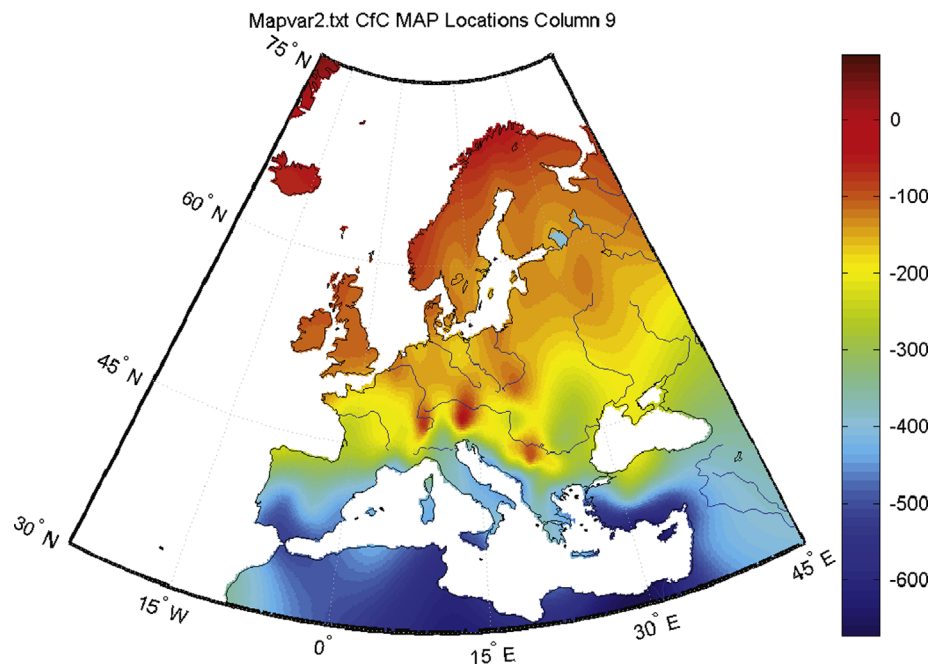 Mapvar2.txt CfC MAP Locations Column 9
75° N
60° N
45° N
30° N
15° W
0°
15° E
30° E
45° E
0
-100
-200
-300
-400
-500
-600